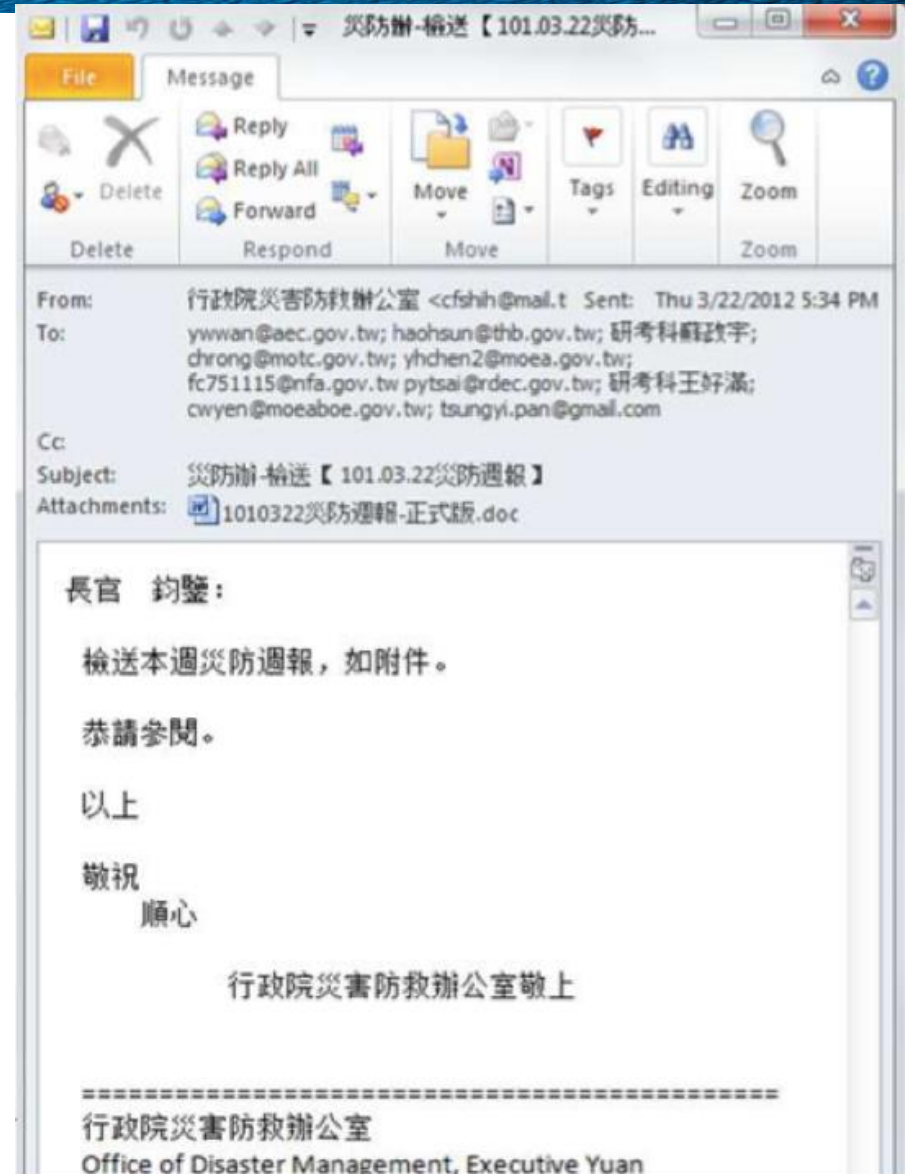 災防辦-檢送【101.03.22災防...
File Message
Reply
Reply All
Forward
Delete
Move
Tags
Editing
Zoom
Delete Respond Move Zoom
From: 行政院災害防救辦公室 <cfshih@mail.t Sent: Thu 3/22/2012 5:34 PM
To: ywwan@aec.gov.tw; haohsun@thb.gov.tw; 研考科蘇政宇;
chrong@motc.gov.tw; yhchen2@moea.gov.tw;
fc751115@nfa.gov.tw pytsai@rdec.gov.tw; 研考科王好滿;
cwyen@moeaboe.gov.tw; tsungyi.pan@gmail.com
Cc:
Subject: 災防辦-檢送【101.03.22災防週報】
Attachments: 1010322災防週報-正式版.doc
長官 鈞鑒：
檢送本週災防週報，如附件。
恭請參閱。
以上
敬祝
順心
行政院災害防救辦公室敬上
==================================================
行政院災害防救辦公室
Office of Disaster Management, Executive Yuan